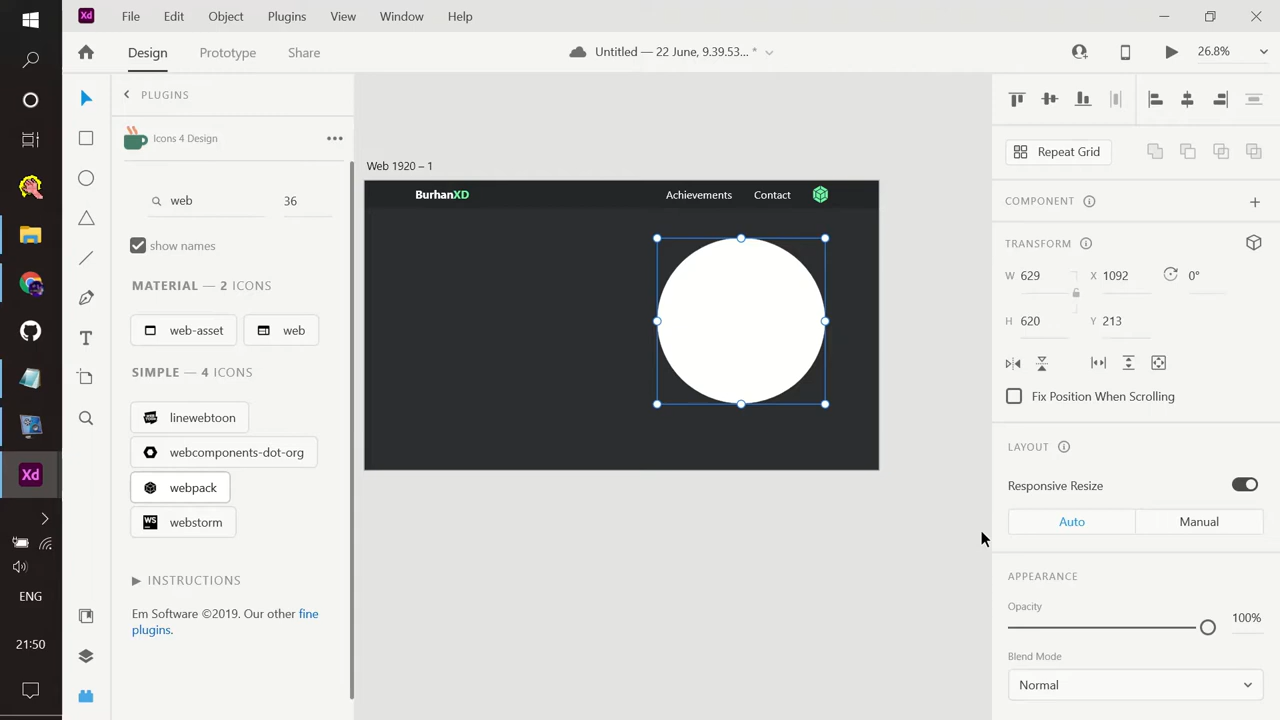 Xd File Edit Object Plugins View Window Help
Design Prototype Share Untitled — 22 June, 9.39.53... * 26.8%
PLUGINS
Icons 4 Design
Repeat Grid
Web 1920 – 1
BurhanXD Achievements Contact
web 36
COMPONENT
show names
TRANSFORM
MATERIAL — 2 ICONS
W 629 X 1092 0°
web-asset web
H 620 Y 213
SIMPLE — 4 ICONS
Fix Position When Scrolling
linewebtoon
LAYOUT
webcomponents-dot-org
Xd
webpack
Responsive Resize
WS webstorm
Auto Manual
INSTRUCTIONS
APPEARANCE
ENG
Em Software ©2019. Our other fine
plugins.
Opacity
100%
21:50
Blend Mode
Normal